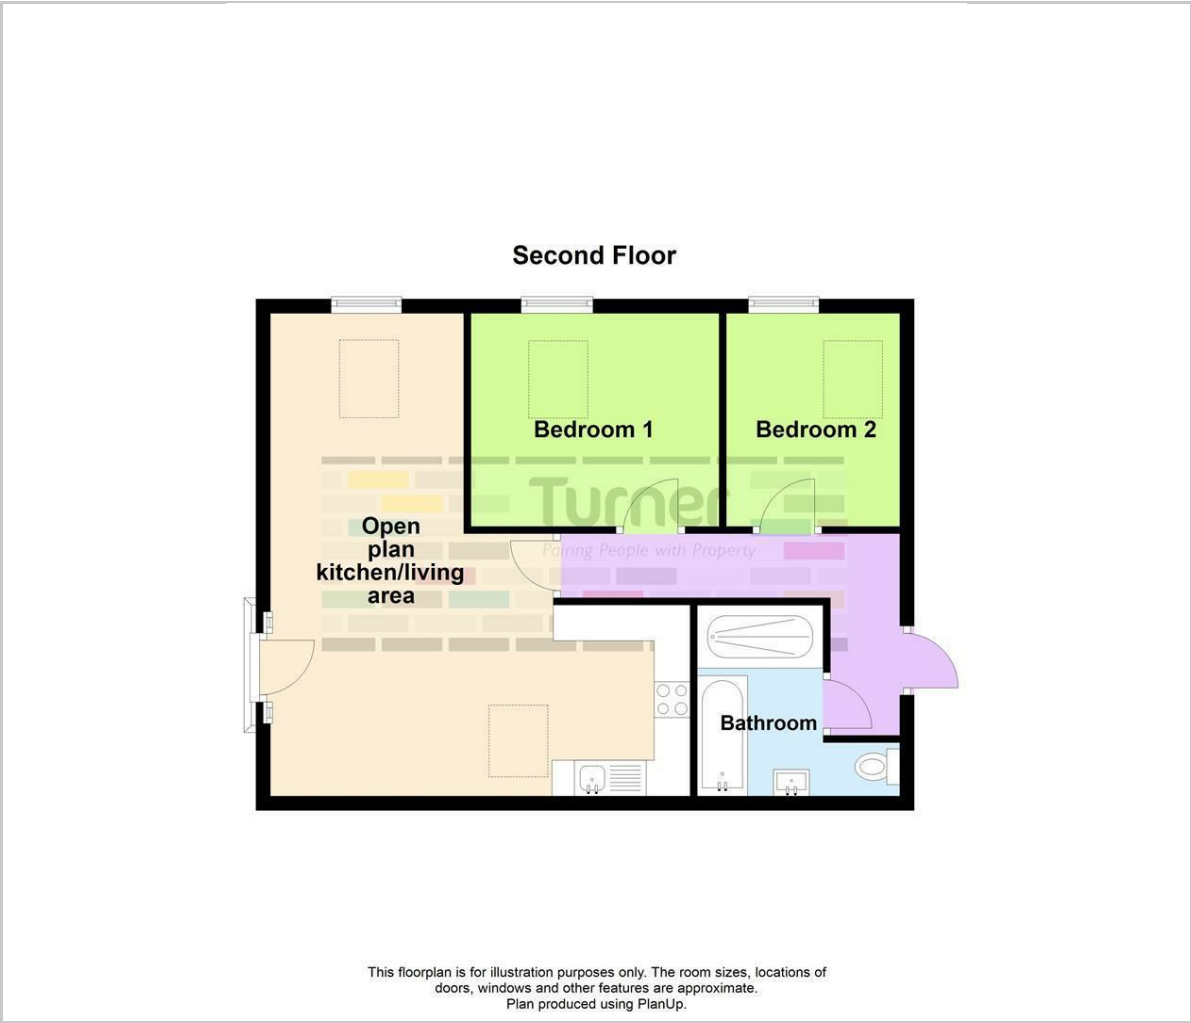 Second Floor
Bedroom 1
Bedroom 2
Turner
Open
plan
kitchen/living
area
Pairing People with Property
Bathroom
This floorplan is for illustration purposes only. The room sizes, locations of
doors, windows and other features are approximate.
Plan produced using PlanUp.